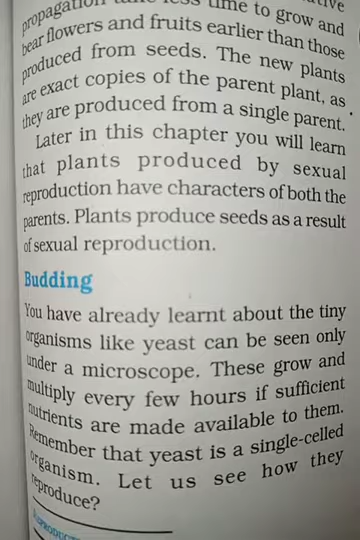 propagation take less time to grow and
bear flowers and fruits earlier than those
produced from seeds. The new plants
are exact copies of the parent plant, as
they are produced from a single parent.
Later in this chapter you will learn
that plants produced by sexual
reproduction have characters of both the
parents. Plants produce seeds as a result
of sexual reproduction.
Budding
You have already learnt about the tiny
organisms like yeast can be seen only
under a microscope. These grow and
multiply every few hours if sufficient
nutrients are made available to them.
Remember that yeast is a single-celled
organism. Let us see how they
reproduce?